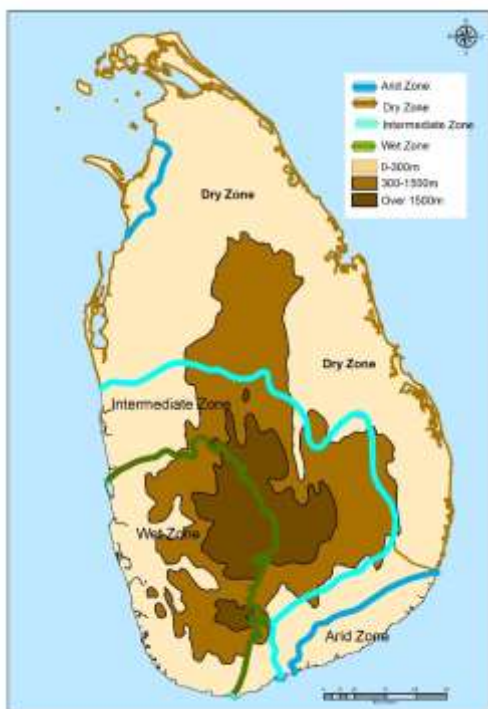 Arid Zone
Dry Zone
Intermediate Zone
Wet Zone
0-300m
300-1500m
Over 1500m
Dry Zone
Dry Zone
Intermediate Zone
Wet Zone
Arid Zone